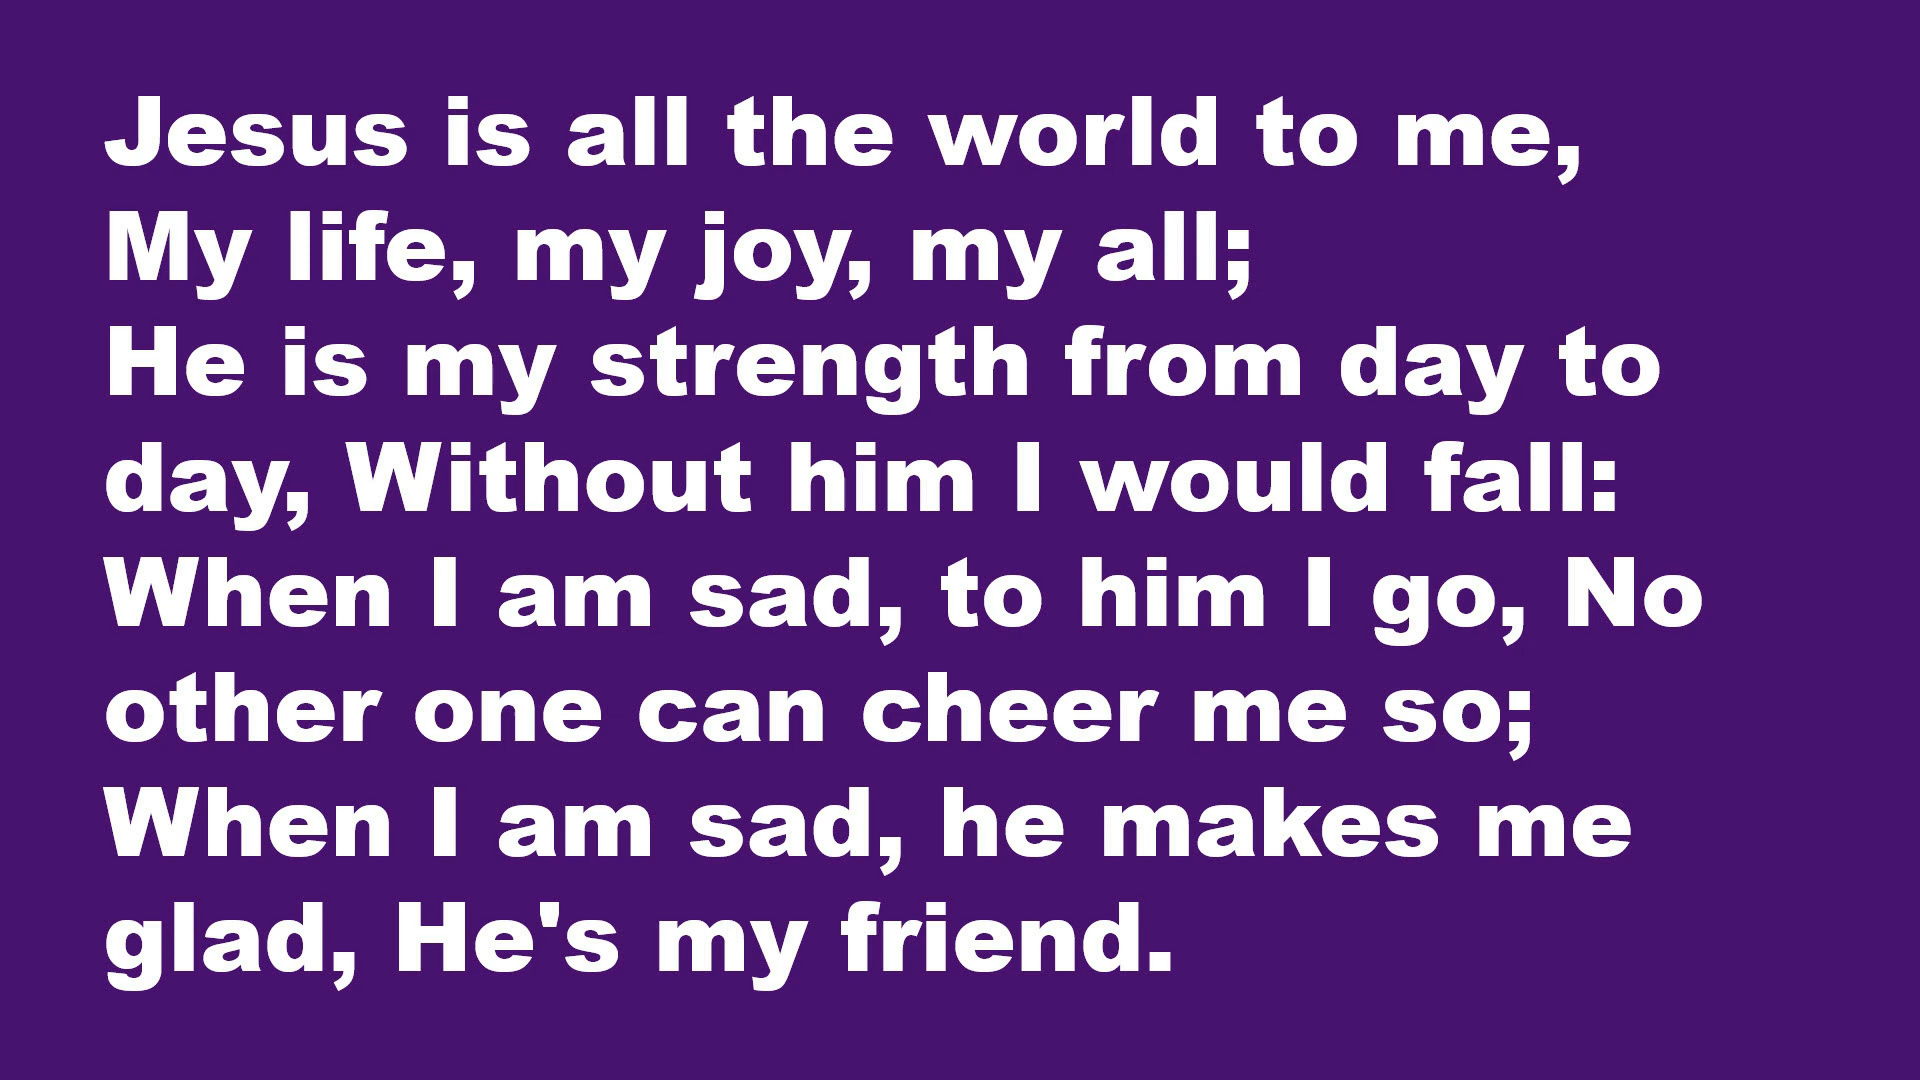 Jesus is all the world to me,
My life, my joy, my all;
He is my strength from day to
day, Without him I would fall:
When I am sad, to him I go, No
other one can cheer me so;
When I am sad, he makes me
glad, He's my friend.